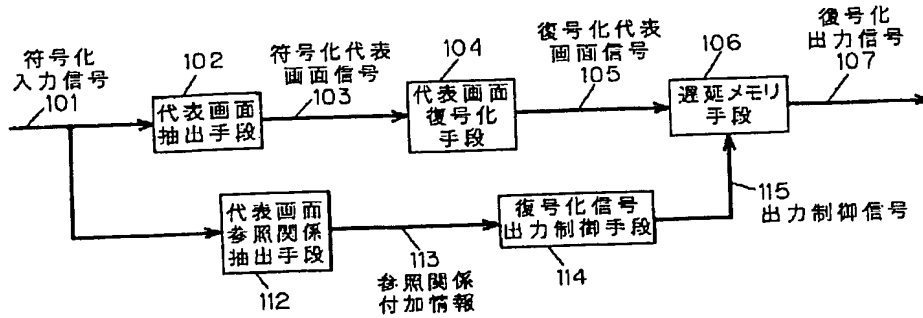 符号化
入力信号
101
102
代表画面
抽出手段
符号化代表
画面信号
103
104
代表画面
復号化
手段
復号化代表
画面信号
105
106
遅延メモリ
手段
復号化
出力信号
107
代表画面
参照関係
抽出手段
112
113
参照関係
付加情報
復号化信号
出力制御手段
114
115
出力制御信号